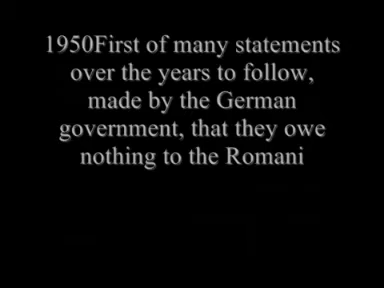 1950First of many statements
over the years to follow,
made by the German
government, that they owe
nothing to the Romani